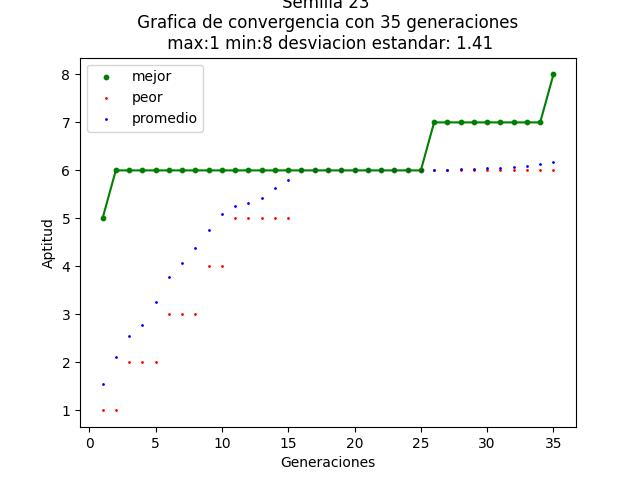 Semilla 23
Grafica de convergencia con 35 generaciones
max:1 min:8 desviacion estandar: 1.41
8
mejor
peor
promedio
7
6
5
4
3
2
1
Aptitud
0 5 10 15 20 25 30 35
Generaciones